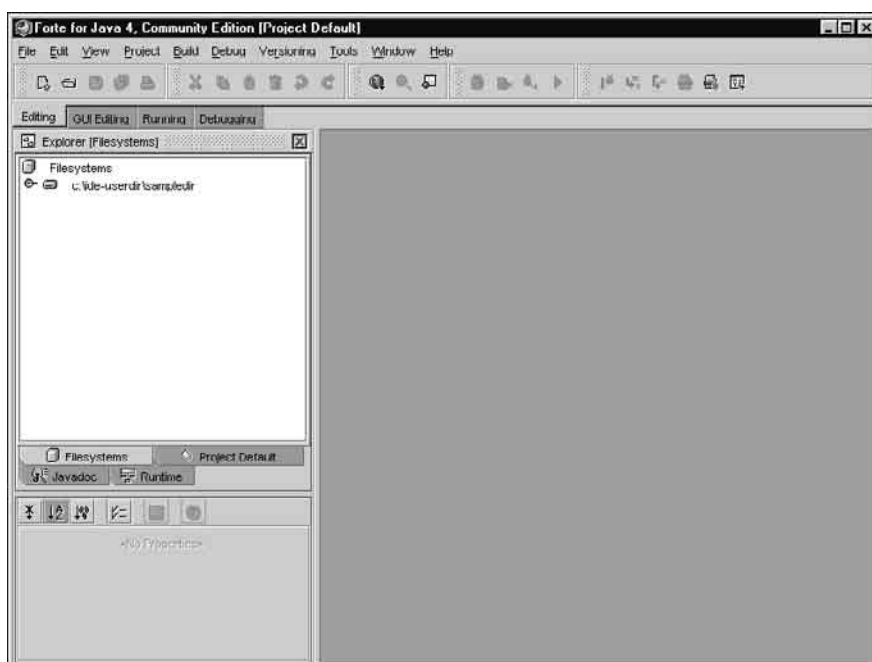 Forte for Java 4, Community Edition [Project Default]
File Edit View Project Build Debug Versioning Tools Window Help
Editing GUI Editing Running Debugging
Explorer [Filesystems]
Filesystems
c:\ide-userdir\sampledir
Filesystems Project Default
Javadoc Runtime
<No Properties>